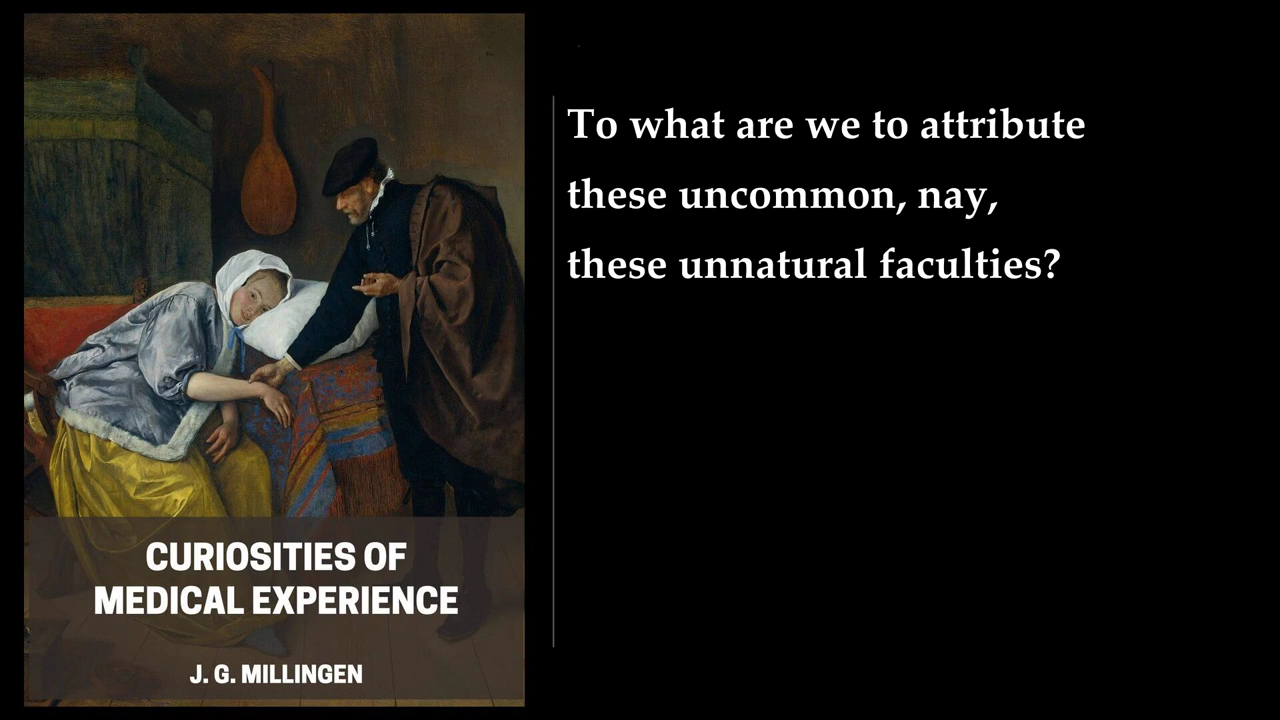 To what are we to attribute
these uncommon, nay,
these unnatural faculties?
CURIOSITIES OF
MEDICAL EXPERIENCE
J. G. MILLINGEN